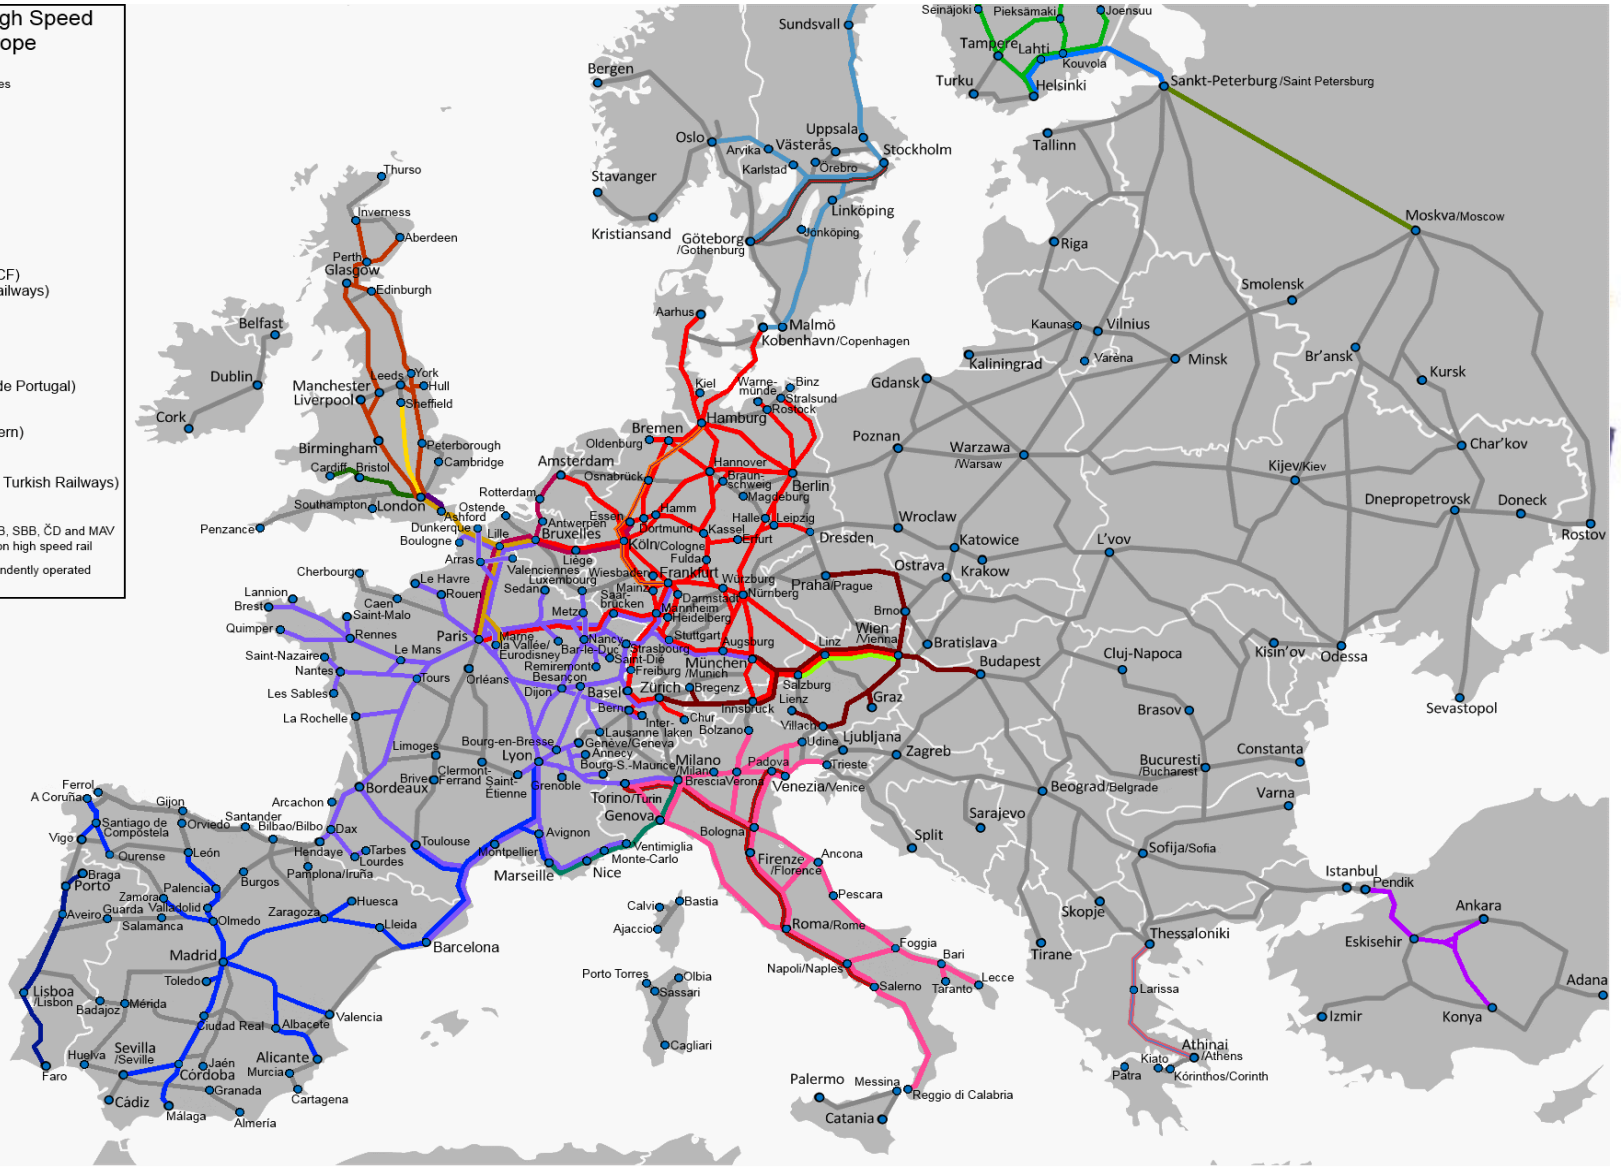 gh Speed
ope
es
CF)
ailways)
de Portugal)
ern)
Turkish Railways)
B, SBB, ČD and MAV
on high speed rail
endently operated
Sundsvall
Seinäjoki
Pieksämaki
Joensuu
Tampere
Lahti
Kouvola
Turku
Helsinki
Sankt-Peterburg/Saint Petersburg
Bergen
Oslo
Uppsala
Arvika
Västerås
Stockholm
Karlstad
Örebro
Tallinn
Stavanger
Kristiansand
Linköping
Göteborg
/Gothenburg
Jönköping
Riga
Moskva/Moscow
Smolensk
Thurso
Inverness
Aberdeen
Perth
Glasgow
Edinburgh
Belfast
Dublin
Cork
Aarhus
Malmö
Kobenhavn/Copenhagen
Kaunas
Vilnius
Varena
Minsk
Kaliningrad
Br'ansk
Kursk
Gdansk
Leeds
York
Manchester
Hull
Liverpool
Sheffield
Kiel
Warne-
münde
Binz
Stralsund
Rostock
Hamburg
Bremen
Oldenburg
Birmingham
Peterborough
Cambridge
Cardiff
Bristol
Southampton
London
Ashford
Penzance
Poznan
Warzawa
/Warsaw
Char'kov
Kijev/Kiev
Dnepropetrovsk
Doneck
Rostov
Amsterdam
Osnabrück
Hannover
Braun-
schweig
Berlin
Magdeburg
Rotterdam
Ostende
Dunkerque
Boulogne
Lille
Antwerpen
Bruxelles
Essen
Hamm
Dortmund
Halle
Leipzig
Kassel
Erfurt
Dresden
Wroclaw
Katowice
Krakow
Ostrava
L'vov
Arras
Liège
Köln/Cologne
Fulda
Valenciennes
Cherbourg
Le Havre
Rouen
Sedan
Luxembourg
Wiesbaden
Frankfurt
Mainz
Würzburg
Darmstadt
Nürnberg
Praha/Prague
Lannion
Brest
Caen
Saint-Malo
Metz
Saar-
brücken
Mannheim
Heidelberg
Brno
Quimper
Rennes
Paris
Marne
la Vallée/
Eurodisney
Nancy
Bar-le-Duc
Strasbourg
Stuttgart
Augsburg
Linz
Wien
/Vienna
Bratislava
Budapest
Saint-Nazaire
Le Mans
Nantes
Tours
Orléans
Remiremont
Saint-Dié
Freiburg
München
/Munich
Salzburg
Cluj-Napoca
Kisn'ov
Odessa
Les Sables
Besançon
Dijon
Basel
Zürich
Bregenz
Innsbruck
Lienz
Graz
Villach
Sevastopol
La Rochelle
Bern
Inter-
laken
Chur
Lausanne
Bolzano
Udine
Ljubljana
Brasov
Limoges
Bourg-en-Bresse
Lyon
Genève/Geneva
Annecy
Bourg-S.-Maurice
Milano
/Milano
Padova
Trieste
Zagreb
Bucuresti
/Bucharest
Constanta
Brive
Clermont-
Ferrand
Saint-
Étienne
Grenoble
Torino/Turin
Brescia
Verona
Venezia/Venice
Beograd/Belgrade
Varna
Ferrol
A Coruña
Gijon
Arcachon
Bordeaux
Genova
Bologna
Sarajevo
Split
Santiago de
Compostela
Orviedo
Santander
Bilbao/Bilbo
Dax
Vigo
Ourense
León
Hendaye
Tarbes
Lourdes
Toulouse
Montpellier
Avignon
Marseille
Nice
Ventimiglia
Monte-Carlo
Firenze
/Florence
Ancona
Sofija/Sofia
Pamplona/Iruña
Burgos
Braga
Porto
Palencia
Zamora
Valladolid
Guarda
Aveiro
Salamanca
Olmedo
Zaragoza
Huesca
Lleida
Barcelona
Calvi
Bastia
Ajaccio
Pescara
Roma/Rome
Foggia
Bari
Skopje
Tirane
Istanbul
Pendik
Ankara
Eskisehir
Thessaloniki
Madrid
Toledo
Porto Torres
Olbia
Sassari
Napoli/Naples
Salerno
Taranto
Lecce
Larissa
Izmir
Konya
Adana
Lisboa
/Lisbon
Badajoz
Mérida
Ciudad Real
Albacete
Valencia
Cagliari
Athinai
/Athens
Kiato
Patra
Kórinthos/Corinth
Huelva
Sevilla
/Seville
Jaén
Córdoba
Alicante
Murcia
Faro
Granada
Cartagena
Cádiz
Málaga
Almeria
Palermo
Messina
Reggio di Calabria
Catania